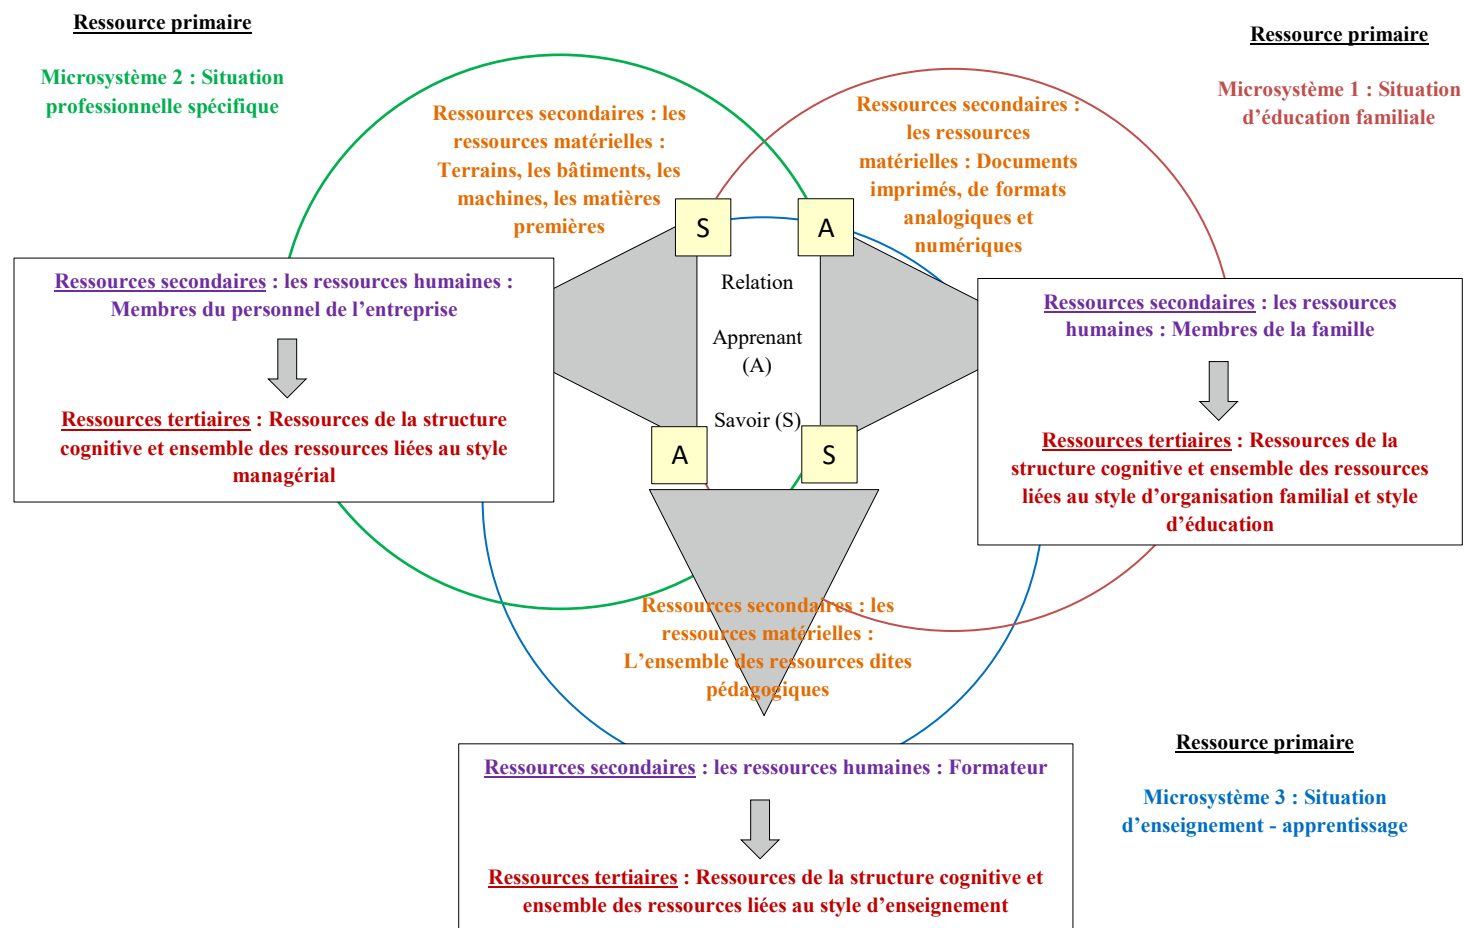 Ressource primaire
Microsystème 2 : Situation
professionnelle spécifique
Ressource primaire
Microsystème 1 : Situation
d’éducation familiale
Ressources secondaires : les
ressources matérielles :
Terrains, les bâtiments, les
machines, les matières
premières
Ressources secondaires :
les ressources
matérielles : Documents
imprimés, de formats
analogiques et
numériques
S
A
Relation
Apprenant
(A)
Savoir (S)
A
S
Ressources secondaires : les ressources humaines :
Membres du personnel de l’entreprise
Ressources tertiaires : Ressources de la structure
cognitive et ensemble des ressources liées au style
managérial
Ressources secondaires : les ressources
humaines : Membres de la famille
Ressources tertiaires : Ressources de la
structure cognitive et ensemble des ressources
liées au style d’organisation familial et style
d’éducation
Ressources secondaires : les
ressources matérielles :
L’ensemble des ressources dites
pédagogiques
Ressources secondaires : les ressources humaines : Formateur
Ressources tertiaires : Ressources de la structure cognitive et
ensemble des ressources liées au style d’enseignement
Ressource primaire
Microsystème 3 : Situation
d’enseignement - apprentissage